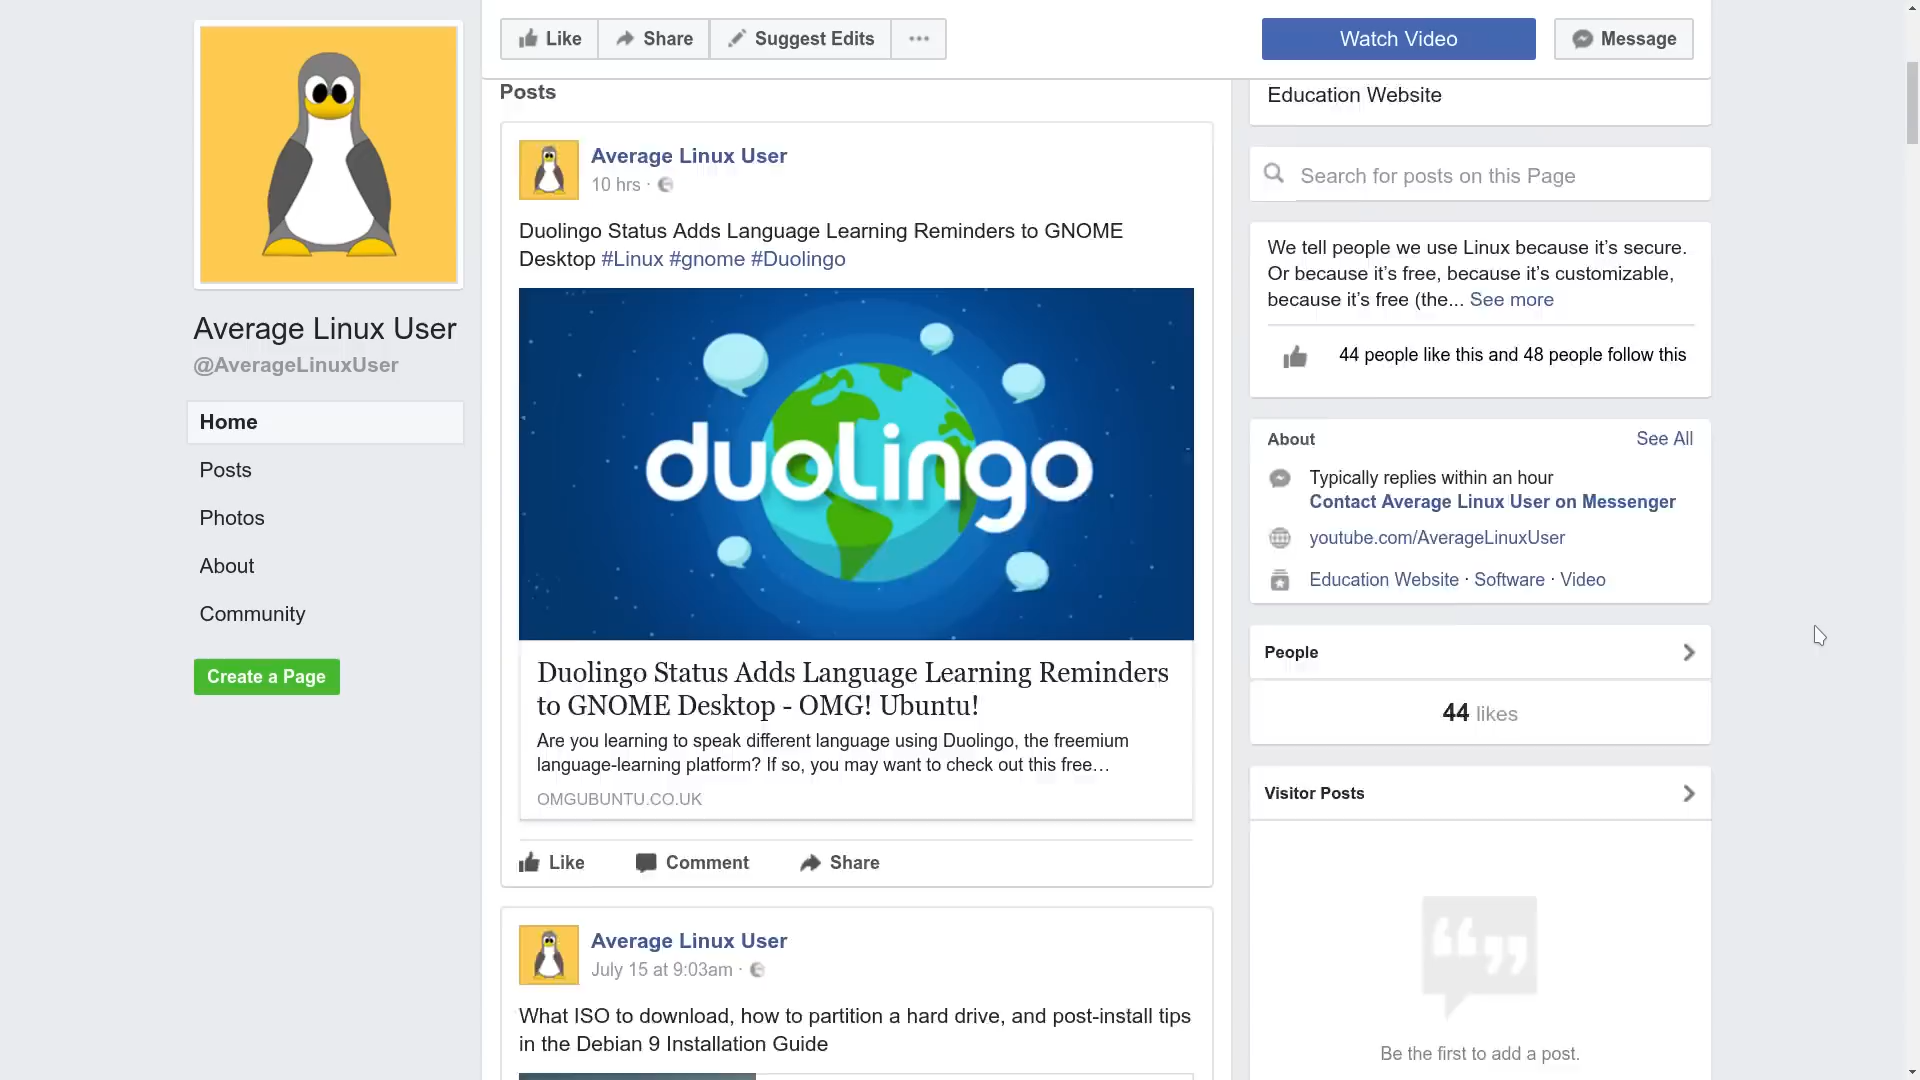 Average Linux User
@AverageLinuxUser
Home
Posts
Photos
About
Community
Create a Page
Like
Share
Suggest Edits
Watch Video
Message
Posts
Average Linux User
10 hrs ·
Duolingo Status Adds Language Learning Reminders to GNOME
Desktop #Linux #gnome #Duolingo
duolingo
Duolingo Status Adds Language Learning Reminders
to GNOME Desktop - OMG! Ubuntu!
Are you learning to speak different language using Duolingo, the freemium
language-learning platform? If so, you may want to check out this free…
OMGUBUNTU.CO.UK
Like
Comment
Share
Average Linux User
July 15 at 9:03am ·
What ISO to download, how to partition a hard drive, and post-install tips
in the Debian 9 Installation Guide
Education Website
Search for posts on this Page
We tell people we use Linux because it’s secure.
Or because it’s free, because it’s customizable,
because it’s free (the... See more
44 people like this and 48 people follow this
About
See All
Typically replies within an hour
Contact Average Linux User on Messenger
youtube.com/AverageLinuxUser
Education Website · Software · Video
People
44 likes
Visitor Posts
Be the first to add a post.